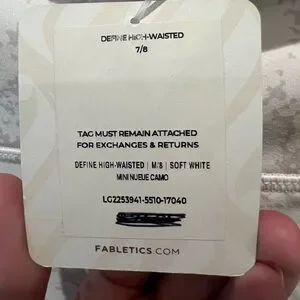 DEFINE HIGH-WAISTED
7/8
TAG MUST REMAIN ATTACHED
FOR EXCHANGES & RETURNS
DEFINE HIGH-WAISTED | M/8 | SOFT WHITE
MINI NUEUE CAMO
LG2253941-5510-17040
FABLETICS.COM